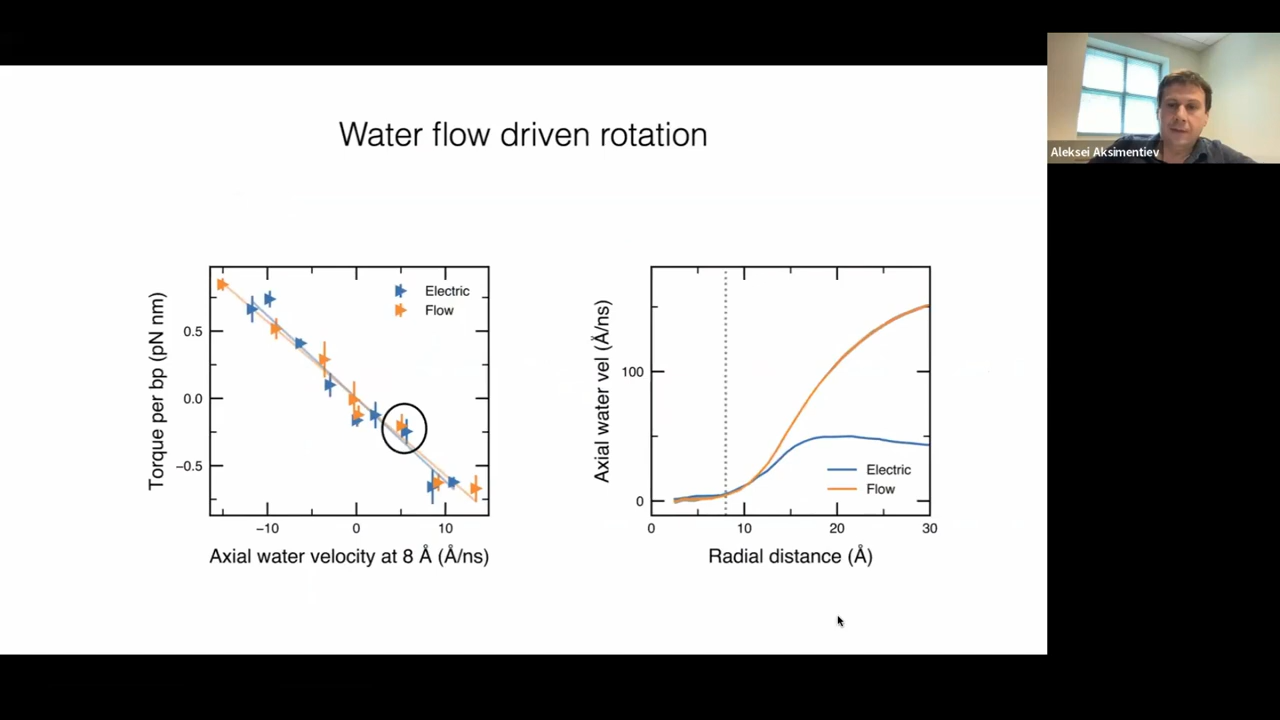 Water flow driven rotation
Aleksei Aksimentiev
Torque per bp (pN nm)
0.5
0.0
−0.5
Electric
Flow
−10
0
10
Axial water velocity at 8 Å (Å/ns)
Axial water vel (Å/ns)
100
0
Electric
Flow
0
10
20
30
Radial distance (Å)